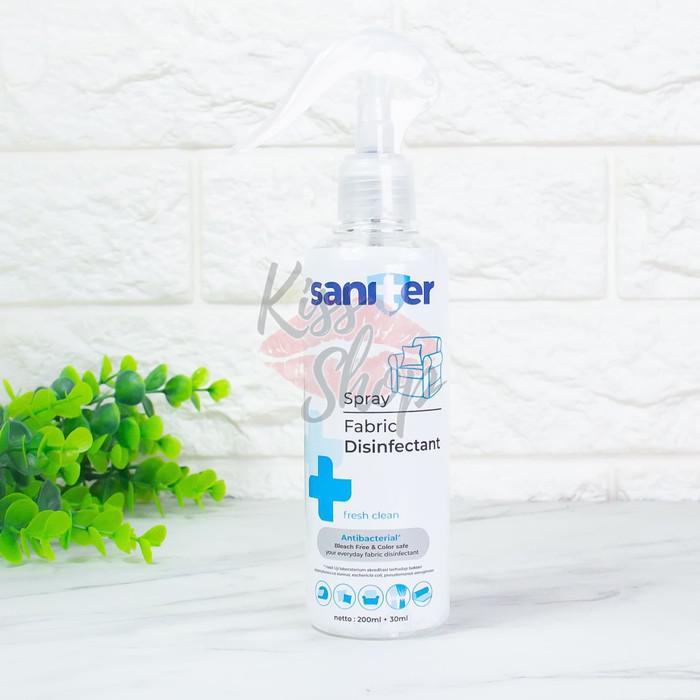 saniter
Kiss
Shop
Spray
Fabric
Disinfectant
fresh clean
Antibacterial*
Bleach Free & Color safe
your everyday fabric disinfectant
netto : 200ml + 30ml